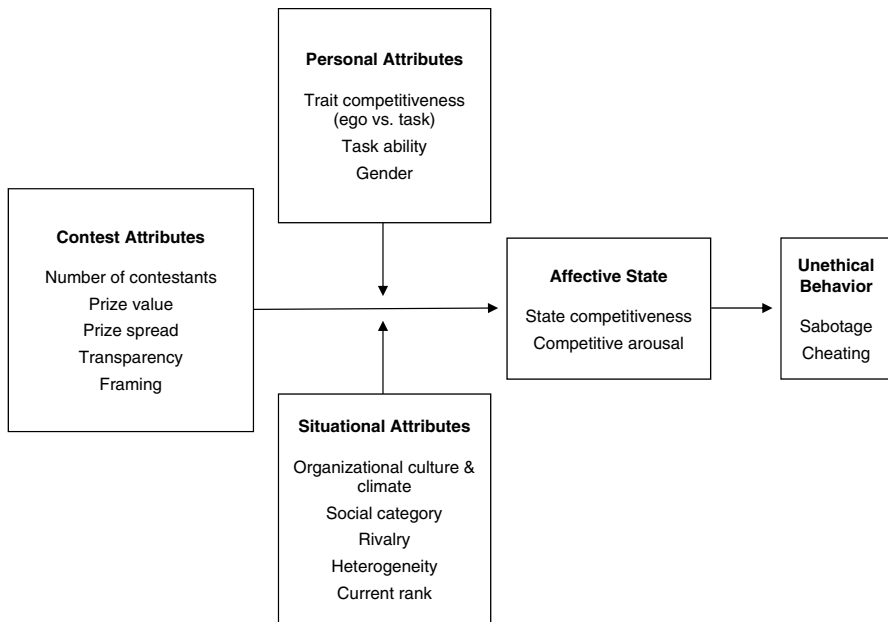 Personal Attributes
Trait competitiveness
(ego vs. task)
Task ability
Gender
Contest Attributes
Number of contestants
Prize value
Prize spread
Transparency
Framing
Affective State
State competitiveness
Competitive arousal
Unethical
Behavior
Sabotage
Cheating
Situational Attributes
Organizational culture &
climate
Social category
Rivalry
Heterogeneity
Current rank